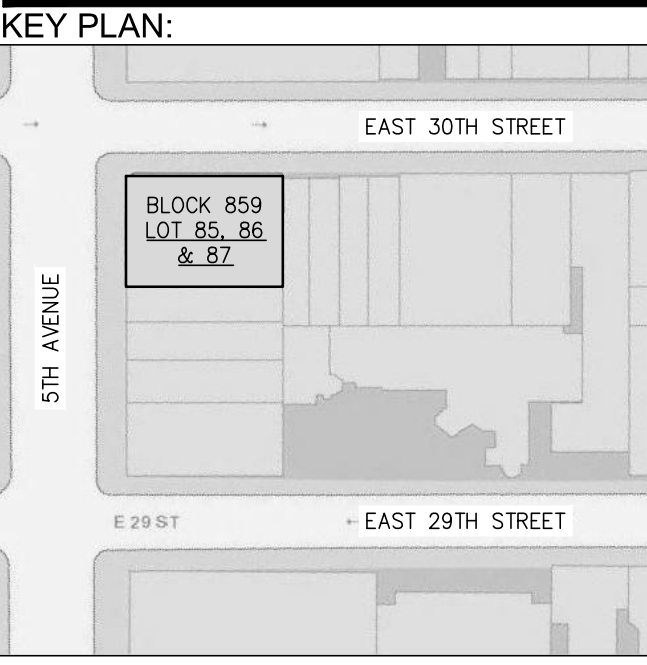 KEY PLAN:
EAST 30TH STREET
BLOCK 859
LOT 85, 86
& 87
5TH AVENUE
E 29 ST
EAST 29TH STREET